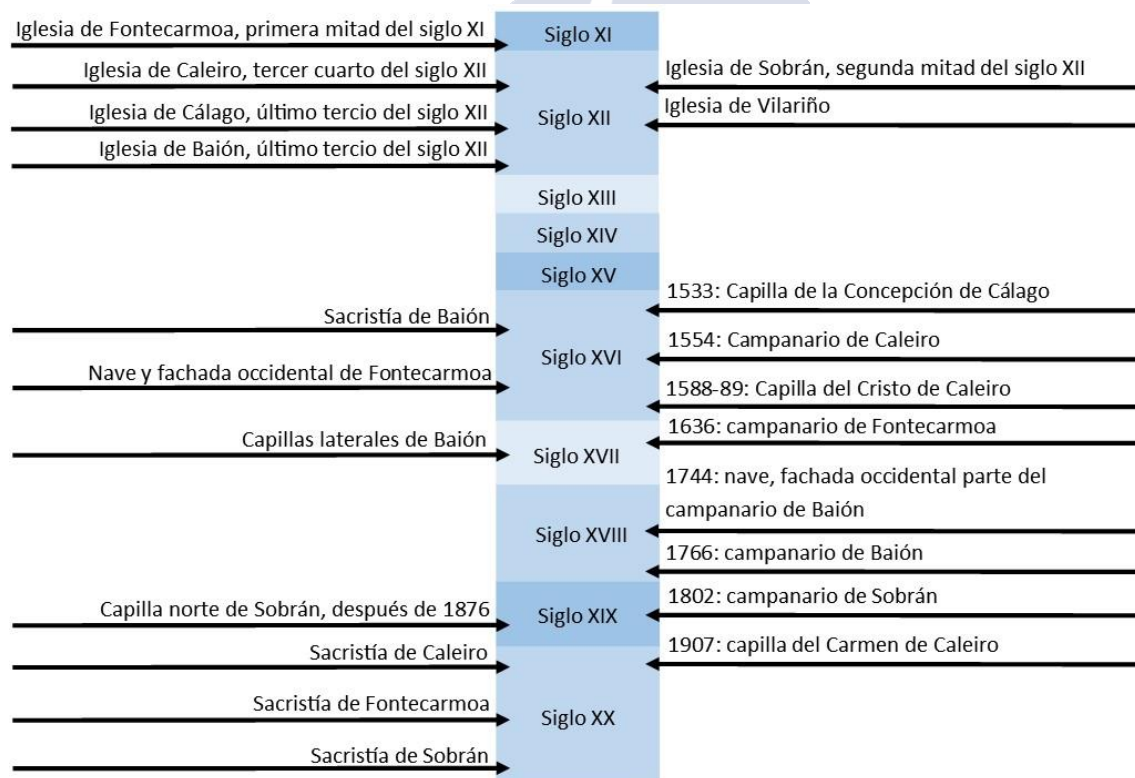 Iglesia de Fontecarmoa, primera mitad del siglo XI
Siglo XI
Iglesia de Caleiro, tercer cuarto del siglo XII
Iglesia de Sobrán, segunda mitad del siglo XII
Iglesia de Cálago, último tercio del siglo XII
Siglo XII
Iglesia de Vilariño
Iglesia de Baión, último tercio del siglo XII
Siglo XIII
Siglo XIV
Siglo XV
1533: Capilla de la Concepción de Cálago
Sacristía de Baión
1554: Campanario de Caleiro
Siglo XVI
Nave y fachada occidental de Fontecarmoa
1588-89: Capilla del Cristo de Caleiro
1636: campanario de Fontecarmoa
Capillas laterales de Baión
Siglo XVII
1744: nave, fachada occidental parte del
campanario de Baión
Siglo XVIII
1766: campanario de Baión
Capilla norte de Sobrán, después de 1876
Siglo XIX
1802: campanario de Sobrán
Sacristía de Caleiro
1907: capilla del Carmen de Caleiro
Sacristía de Fontecarmoa
Siglo XX
Sacristía de Sobrán